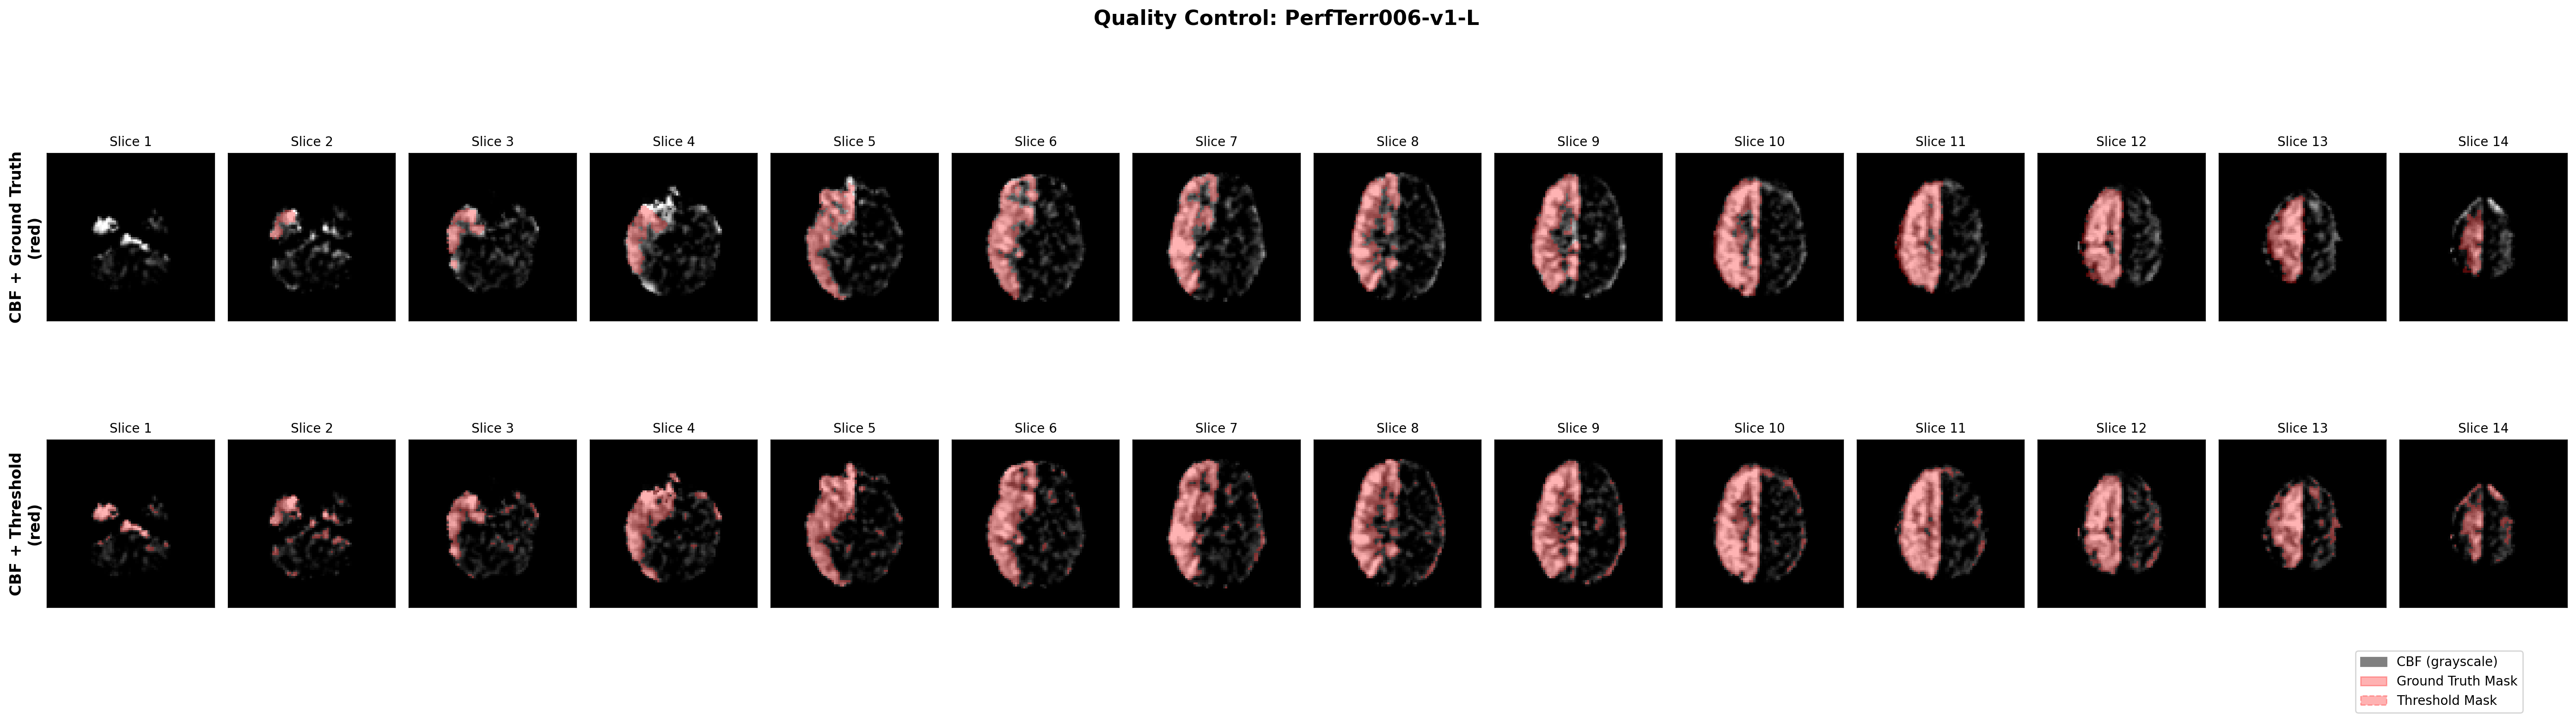 Quality Control: PerfTerr006-v1-L
CBF + Ground Truth
(red)
Slice 1
Slice 2
Slice 3
Slice 4
Slice 5
Slice 6
Slice 7
Slice 8
Slice 9
Slice 10
Slice 11
Slice 12
Slice 13
Slice 14
CBF + Threshold
(red)
Slice 1
Slice 2
Slice 3
Slice 4
Slice 5
Slice 6
Slice 7
Slice 8
Slice 9
Slice 10
Slice 11
Slice 12
Slice 13
Slice 14
CBF (grayscale)
Ground Truth Mask
Threshold Mask